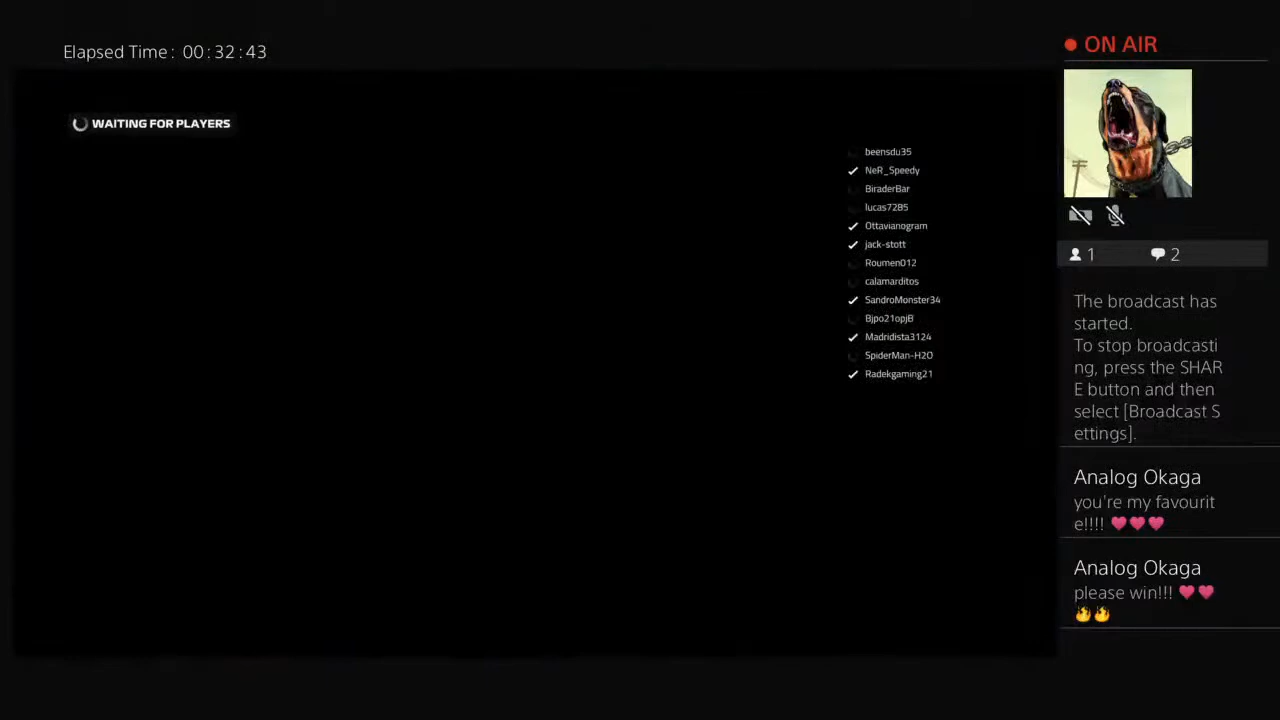 Elapsed Time: 00:32:43
ON AIR
WAITING FOR PLAYERS
beensdu35
NeR_Speedy
BiraderBar
lucas7285
Ottavianogram
jack-stott
Roumen012
calamarditos
SandroMonster34
Bjpo21opjB
Madridista3124
SpiderMan-H2O
Radekgaming21
1 2
The broadcast has
started.
To stop broadcasti
ng, press the SHAR
E button and then
select [Broadcast S
ettings].
Analog Okaga
you're my favourit
e!!!! ♥♥♥
Analog Okaga
please win!!! ♥♥
🔥🔥